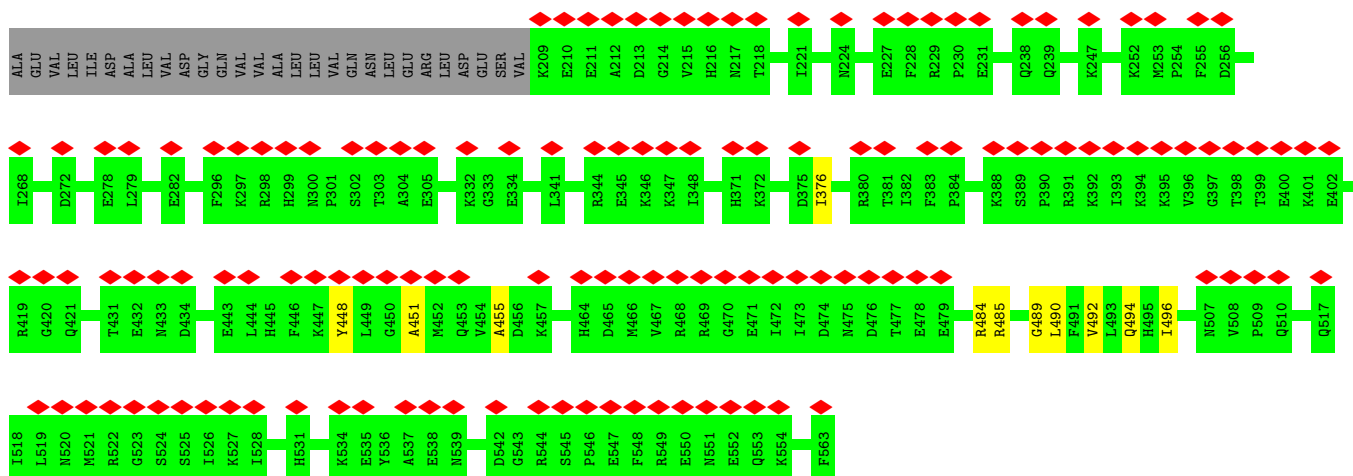 ALA GLU VAL LEU ILE ASP ALA LEU VAL ASP GLY GLN VAL VAL ALA LEU LEU VAL GLN ASN LEU GLU ARG LEU ASP GLU SER VAL K209 E210 E211 A212 D213 G214 V215 H216 N217 T218 I221 N224 E227 F228 R229 P230 E231 Q238 Q239 K247 K252 M253 P254 F255 D256
I268 D272 E278 L279 E282 F296 K297 R298 H299 N300 P301 S302 T303 A304 E305 K332 G333 E334 L341 R344 E345 K346 K347 I348 H371 K372 D375 I376 R380 T381 I382 F383 P384 K388 S389 P390 R391 K392 I393 K394 K395 V396 G397 T398 T399 E400 K401 E402
R419 G420 Q421 T431 E432 N433 D434 E443 L444 H445 F446 K447 Y448 L449 G450 A451 M452 Q453 V454 A455 D456 K457 H464 D465 M466 V467 R468 R469 G470 E471 I472 I473 D474 N475 D476 T477 E478 E479 R484 R485 G489 L490 F491 V492 L493 Q494 H495 I496 N507 V508 P509 Q510 Q517
I518 L519 N520 M521 R522 G523 S524 S525 I526 K527 I528 H531 K534 E535 Y536 A537 E538 N539 D542 G543 R544 S545 P546 E547 F548 R549 E550 N551 E552 Q553 K554 F563